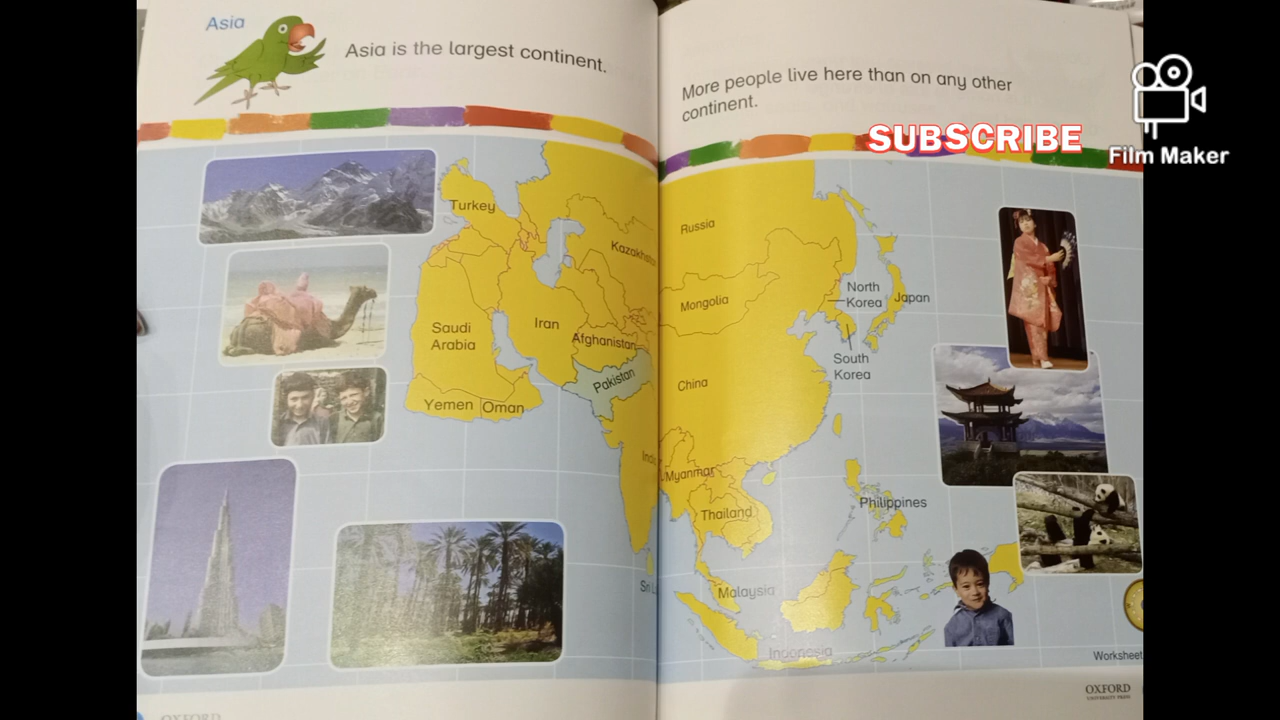 Asia
Asia is the largest continent.
More people live here than on any other
continent.
SUBSCRIBE
Film Maker
Turkey
Russia
North
Korea
Japan
Mongolia
Saudi
Arabia
Iran
Afghanistan
South
Korea
Pakistan
China
Yemen
Oman
Myanmar
Philippines
Thailand
Malaysia
Indonesia
Worksheet
OXFORD
UNIVERSITY PRESS
OXFORD